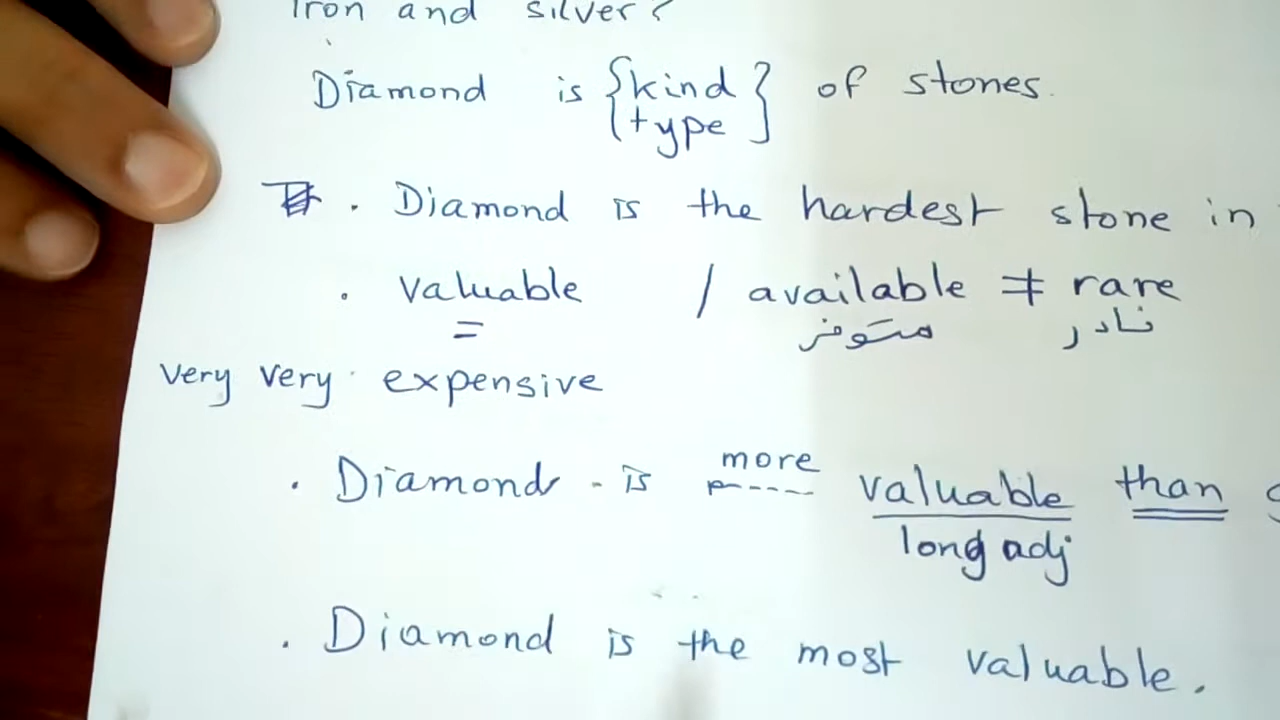 Iron and silver?
Diamond is {kind type} of stones.
. Diamond is the hardest stone in
. valuable / available ≠ rare
= متوفر نادر
very very expensive
more
. Diamond is ---- valuable than
long adj
. Diamond is the most valuable.